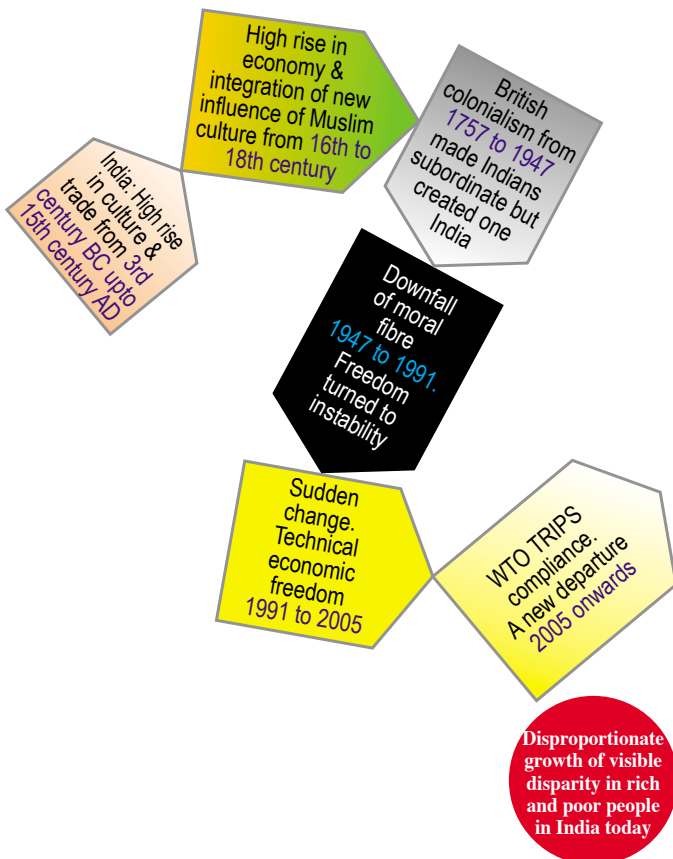 India: High rise
in culture &
trade from 3rd
century BC upto
15th century AD
High rise in
economy &
integration of new
influence of Muslim
culture from 16th to
18th century
British
colonialism from
1757 to 1947
made Indians
subordinate but
created one
India
Downfall
of moral
fibre
1947 to 1991.
Freedom
turned to
instability
Sudden
change.
Technical
economic
freedom
1991 to 2005
WTO TRIPS
compliance.
A new departure
2005 onwards
Disproportionate
growth of visible
disparity in rich
and poor people
in India today